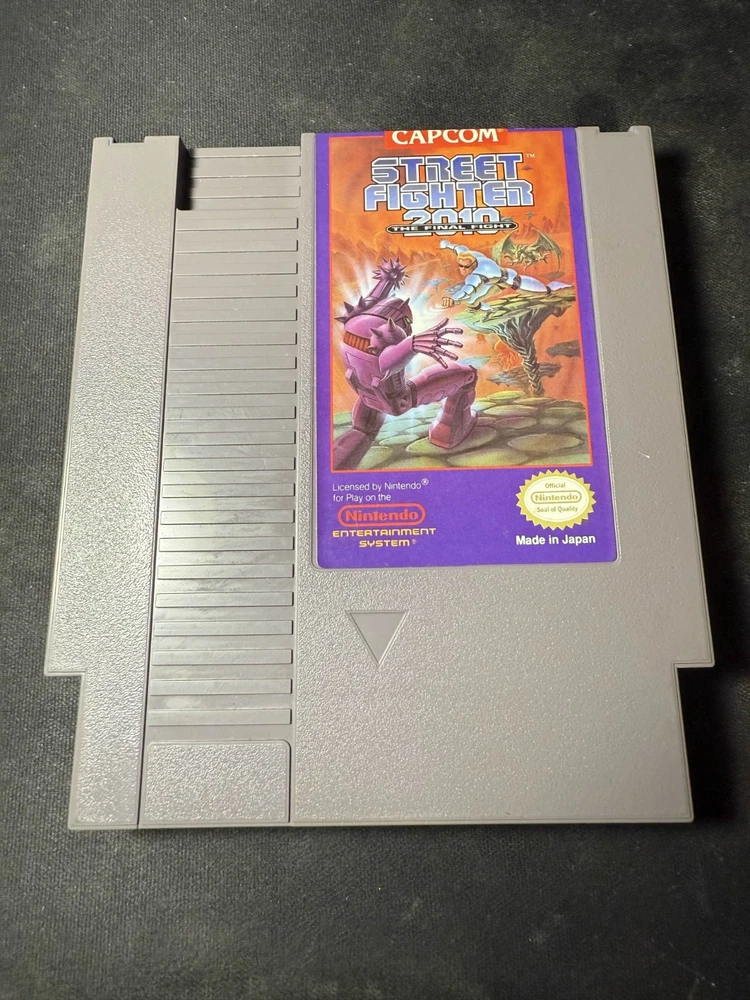 CAPCOM®
STREET
FIGHTER™
2010
THE FINAL FIGHT
Licensed by Nintendo®
for Play on the
Nintendo
ENTERTAINMENT
SYSTEM®
Official
Nintendo
Seal of Quality
Made in Japan